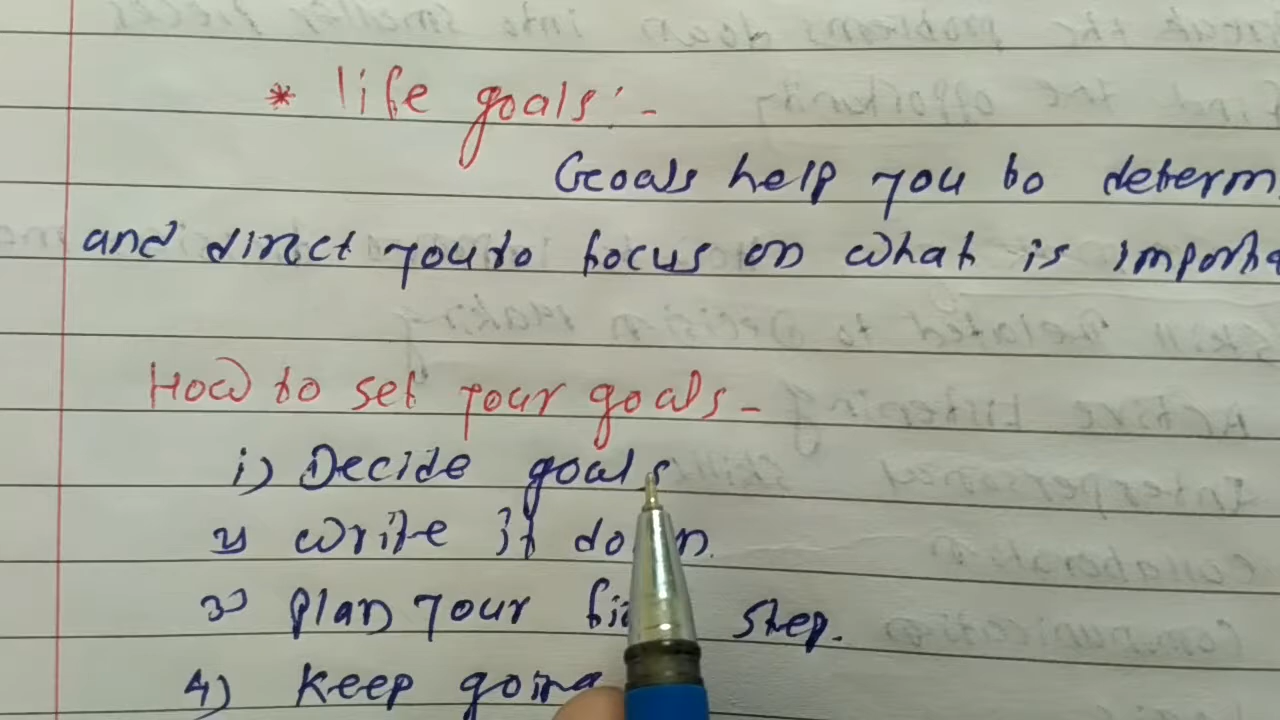 * life goals:-
Goals help you to determ
and direct you to focus on what is importa
How to set your goals -
1) Decide goals
2) write it down.
3) plan your step.
4) keep going